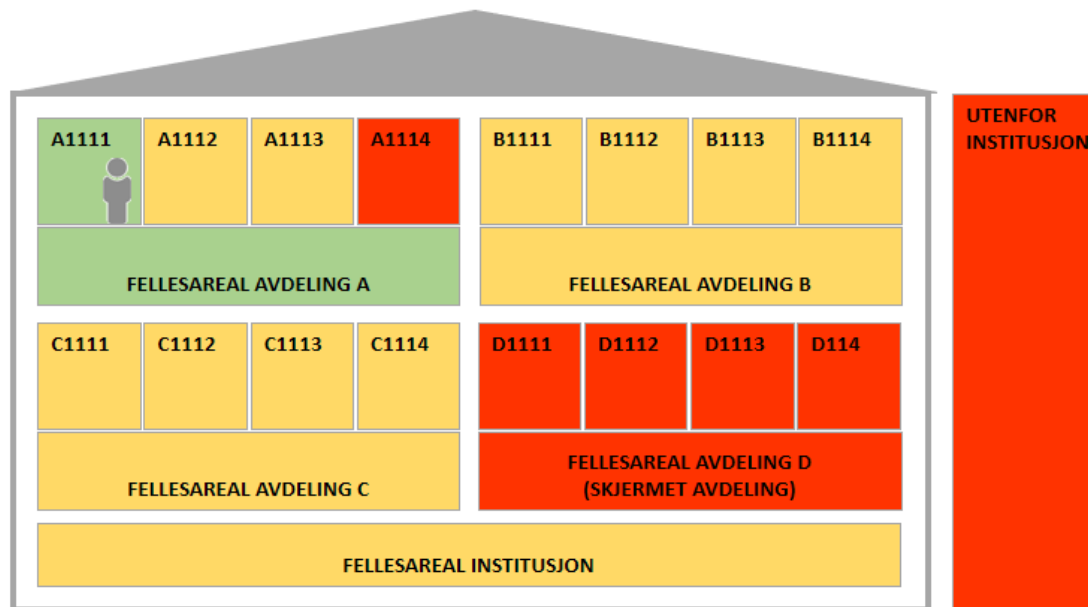 A1111 A1112 A1113 A1114 B1111 B1112 B1113 B1114
FELLESAREAL AVDELING A
FELLESAREAL AVDELING B
C1111 C1112 C1113 C1114 D1111 D1112 D1113 D114
FELLESAREAL AVDELING C
FELLESAREAL AVDELING D
(SKJERMET AVDELING)
FELLESAREAL INSTITUSJON
UTENFOR
INSTITUSJON